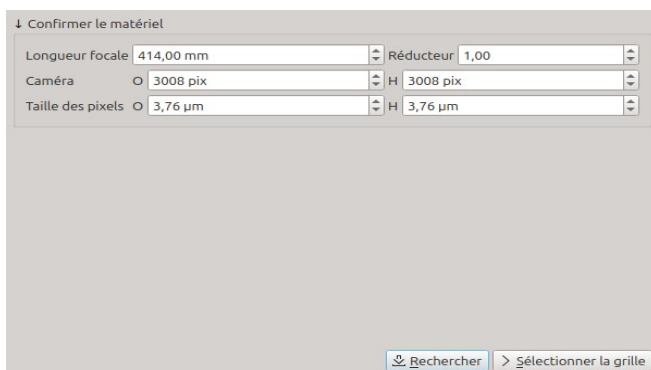 ↓ Confirmer le matériel
Longueur focale 414,00 mm Réducteur 1,00
Caméra O 3008 pix H 3008 pix
Taille des pixels O 3,76 µm H 3,76 µm
Rechercher > Sélectionner la grille